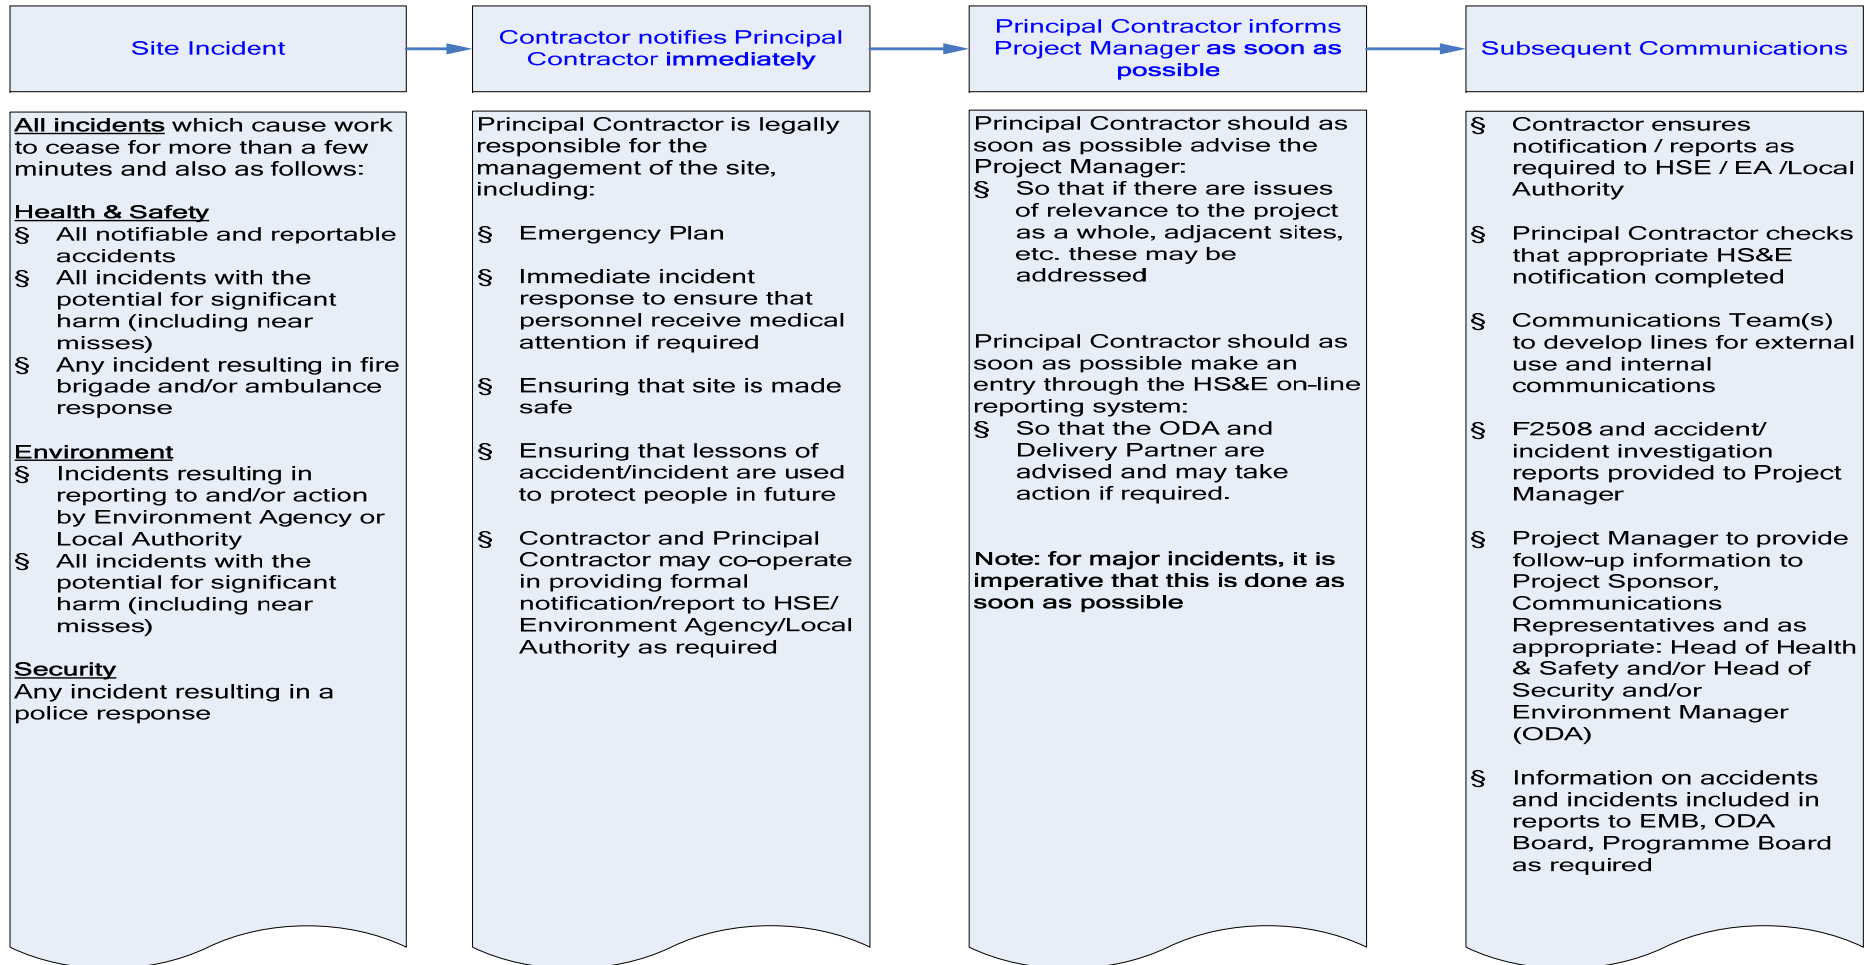 Site Incident
Contractor notifies Principal
Contractor immediately
Principal Contractor informs
Project Manager as soon as
possible
Subsequent Communications
All incidents which cause work
to cease for more than a few
minutes and also as follows:
Health & Safety
§ All notifiable and reportable
accidents
§ All incidents with the
potential for significant
harm (including near
misses)
§ Any incident resulting in fire
brigade and/or ambulance
response
Environment
§ Incidents resulting in
reporting to and/or action
by Environment Agency or
Local Authority
§ All incidents with the
potential for significant
harm (including near
misses)
Security
Any incident resulting in a
police response
Principal Contractor is legally
responsible for the
management of the site,
including:
§ Emergency Plan
§ Immediate incident
response to ensure that
personnel receive medical
attention if required
§ Ensuring that site is made
safe
§ Ensuring that lessons of
accident/incident are used
to protect people in future
§ Contractor and Principal
Contractor may co-operate
in providing formal
notification/report to HSE/
Environment Agency/Local
Authority as required
Principal Contractor should as
soon as possible advise the
Project Manager:
§ So that if there are issues
of relevance to the project
as a whole, adjacent sites,
etc. these may be
addressed
Principal Contractor should as
soon as possible make an
entry through the HS&E on-line
reporting system:
§ So that the ODA and
Delivery Partner are
advised and may take
action if required.
Note: for major incidents, it is
imperative that this is done as
soon as possible
§ Contractor ensures
notification / reports as
required to HSE / EA /Local
Authority
§ Principal Contractor checks
that appropriate HS&E
notification completed
§ Communications Team(s)
to develop lines for external
use and internal
communications
§ F2508 and accident/
incident investigation
reports provided to Project
Manager
§ Project Manager to provide
follow-up information to
Project Sponsor,
Communications
Representatives and as
appropriate: Head of Health
& Safety and/or Head of
Security and/or
Environment Manager
(ODA)
§ Information on accidents
and incidents included in
reports to EMB, ODA
Board, Programme Board
as required